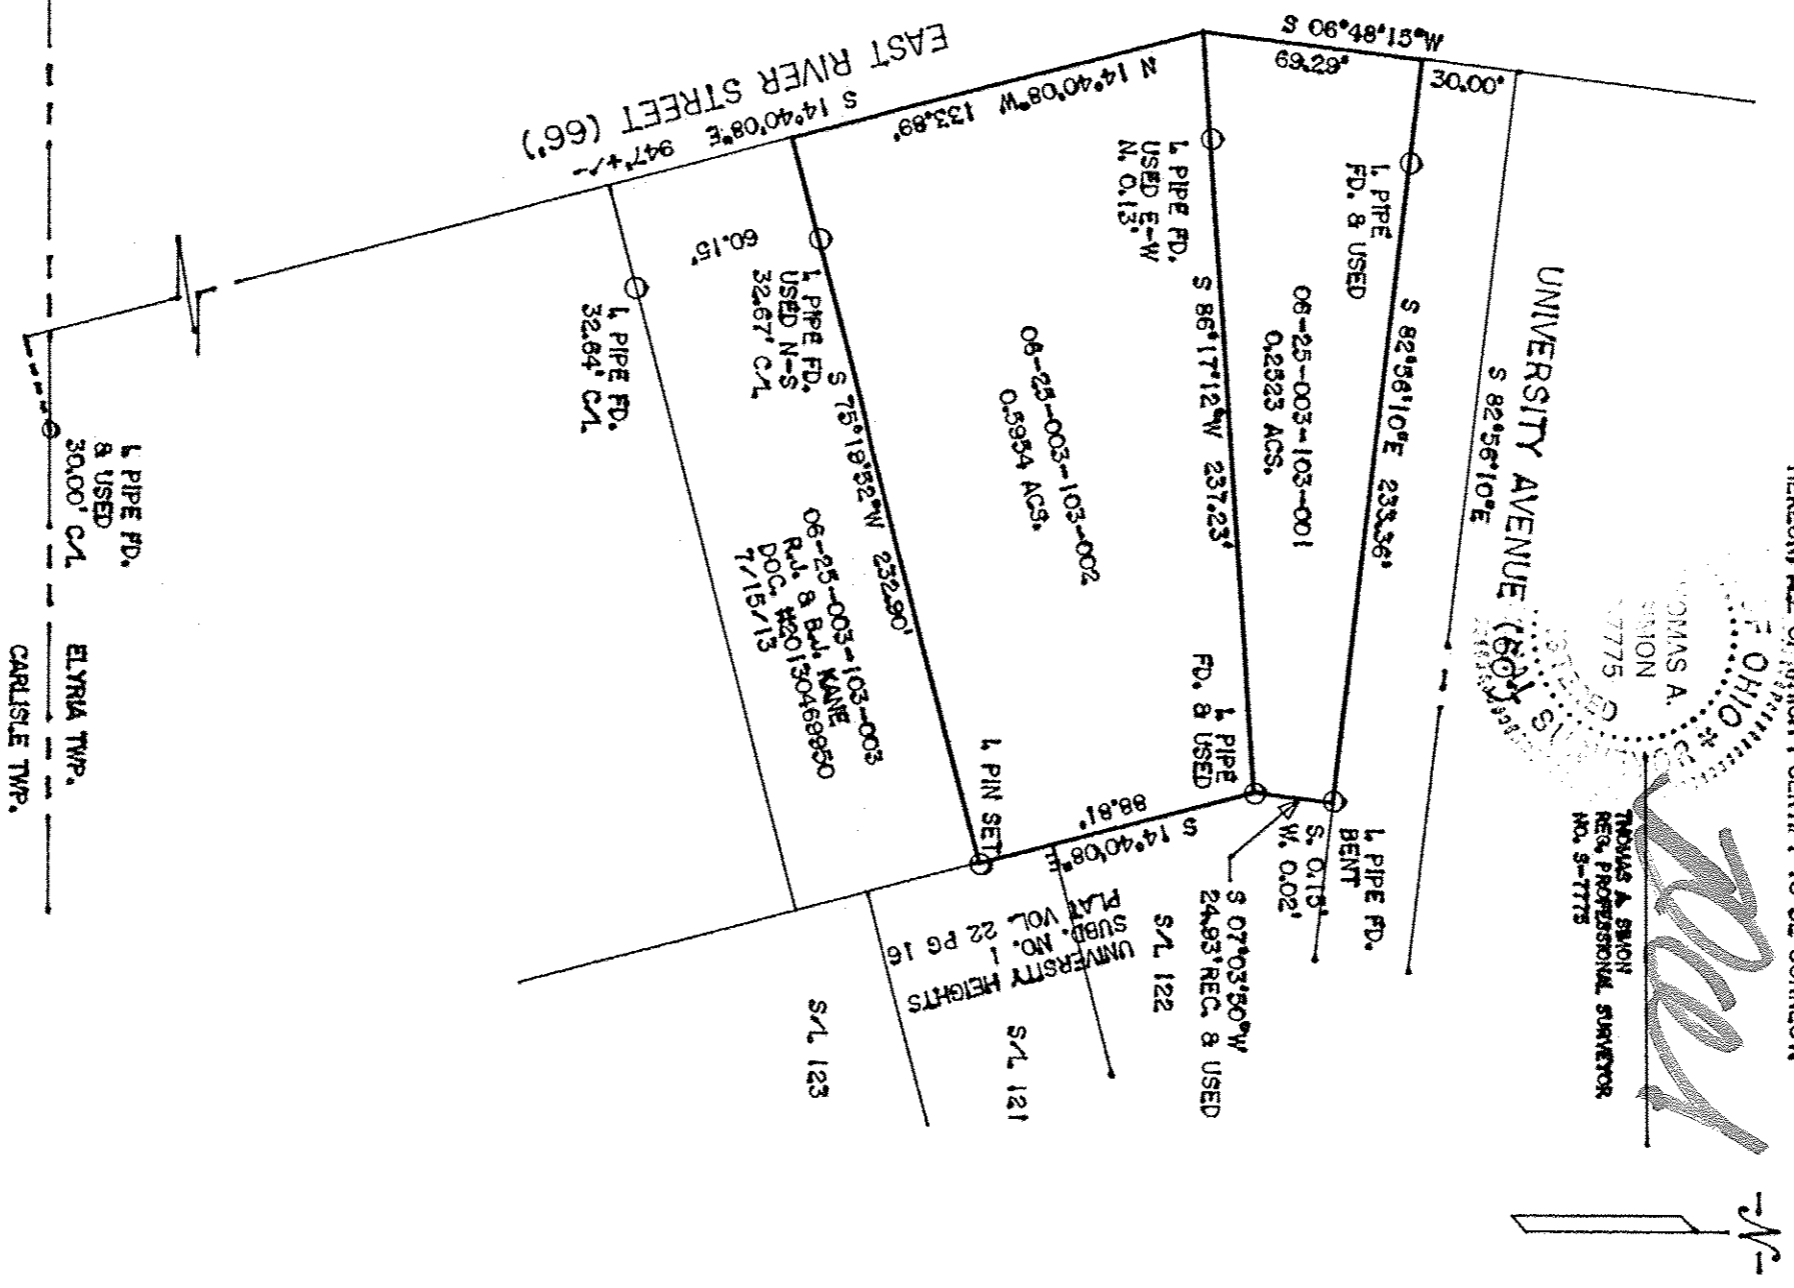 S 06°48'15"W
69.29'
30.00'
EAST RIVER STREET (66')
N 14°40'08"W 133.89'
S 14°40'08"E 947'+/-
I. PIPE FD.
USED E-W
N. 0.13'
I. PIPE
FD. & USED
UNIVERSITY AVENUE (60')
S 82°56'10"E
S 82°56'10"E 233.36'
06-25-003-103-001
0.2523 ACS.
S 86°17'12"W 237.23'
06-25-003-103-002
0.5954 ACS.
60.15'
I. PIPE FD.
USED N-S
32.67' C/L
I. PIPE FD.
32.64' C/L
S 75°19'52"W 232.90'
06-25-003-103-003
R.J. & B.J. KANE
DOC. #20130469950
7/15/13
I. PIPE FD.
& USED
30.00' C/L
ELYRIA TWP.
CARLISLE TWP.
I. PIPE
FD. & USED
I. PIN SET
S 14°40'08"E
88.81'
I. PIPE FD.
BENT
S. 0.15'
W. 0.02'
S 07°03'50"W
24.93' REC. & USED
S/L 122
UNIVERSITY HEIGHTS
SUBD. NO. 1
PLAT VOL. 22 PG 16
S/L 121
S/L 123
OF OHIO
THOMAS A.
SIMON
7775
THOMAS A. SIMON
REG. PROFESSIONAL SURVEYOR
NO. S-7775
N